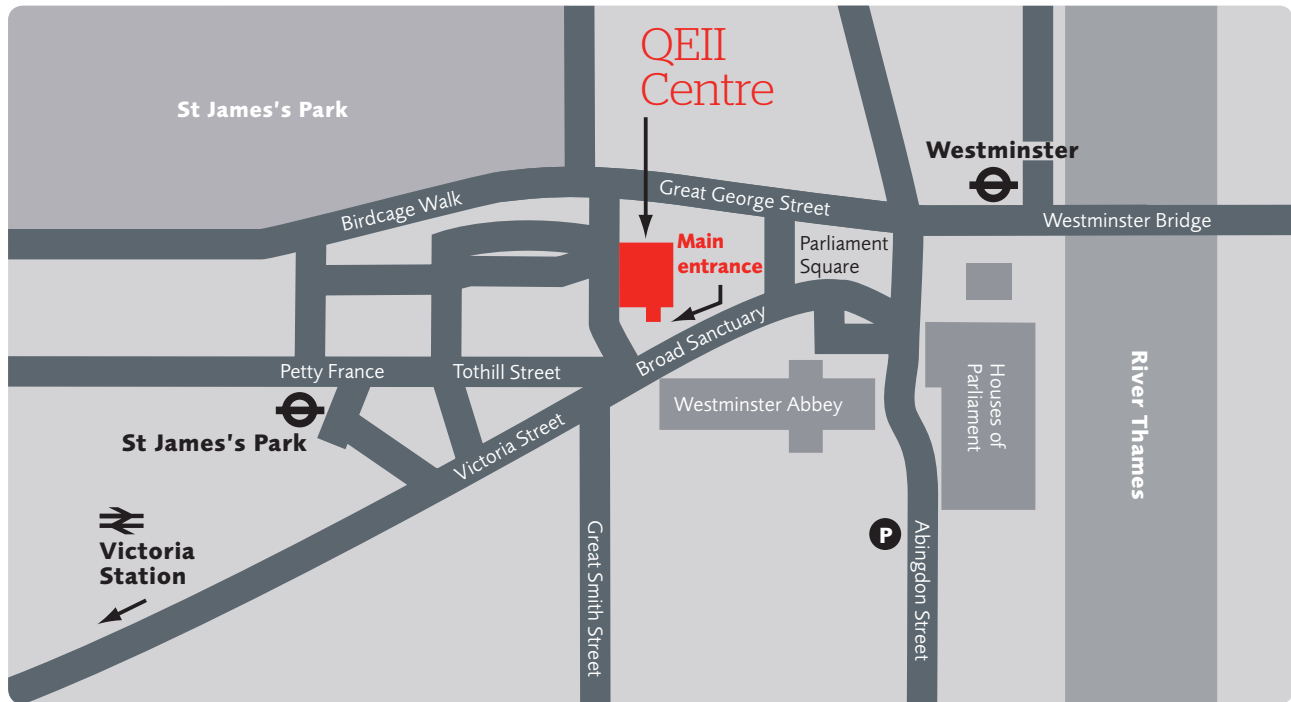 QEII
Centre
St James's Park
Westminster
Great George Street
Birdcage Walk
Westminster Bridge
Main
entrance
Parliament
Square
Broad Sanctuary
Petty France
Tothill Street
Houses of
Parliament
River Thames
Westminster Abbey
St James's Park
Victoria Street
Victoria
Station
Great Smith Street
P
Abingdon Street